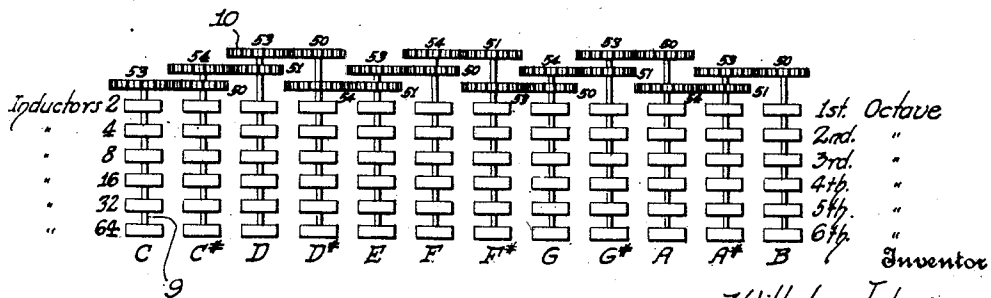 10
53 50 54 51 53 50
54 51 53 50 54 51 53 50
53 50 54 51 53 50 54 51
Inductors 2 1st. Octave
" 4 2nd. "
" 8 3rd. "
" 16 4th. "
" 32 5th. "
" 64 6th. "
C C# D D# E F F# G G# A A# B
9
Inventor